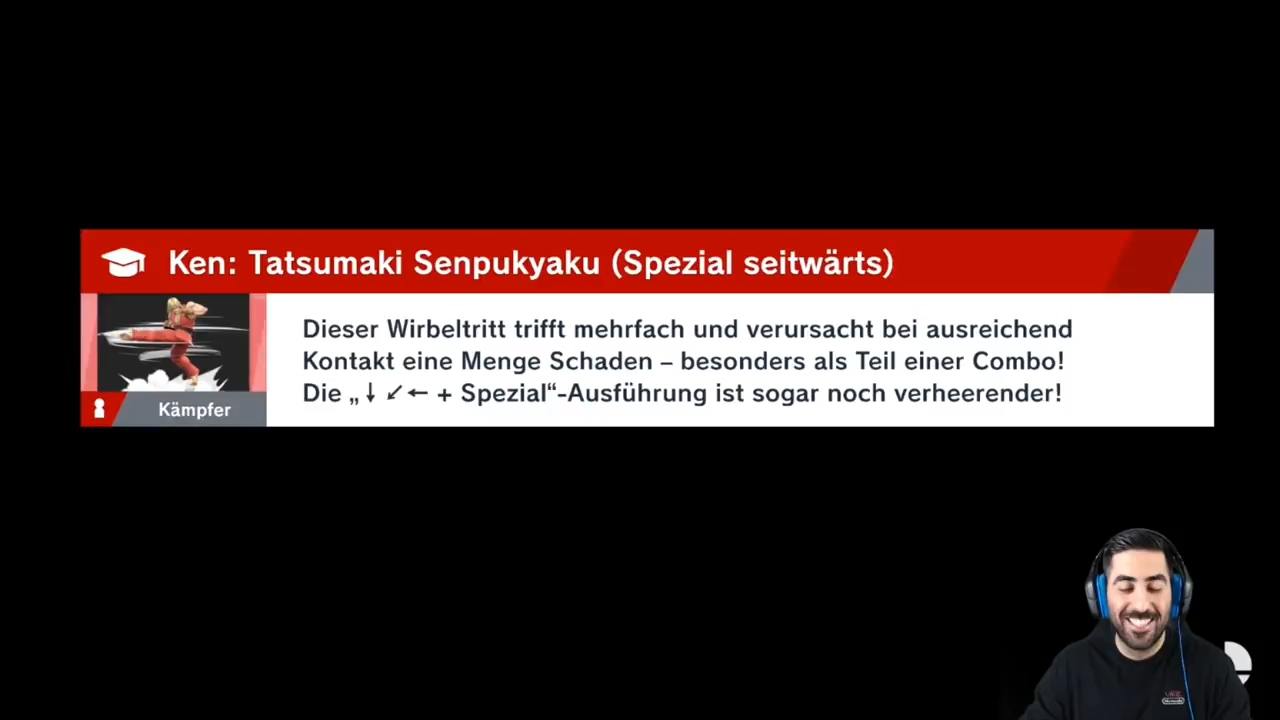 Ken: Tatsumaki Senpukyaku (Spezial seitwärts)
Dieser Wirbeltritt trifft mehrfach und verursacht bei ausreichend
Kontakt eine Menge Schaden – besonders als Teil einer Combo!
Die „↓↙← + Spezial“-Ausführung ist sogar noch verheerender!
Kämpfer